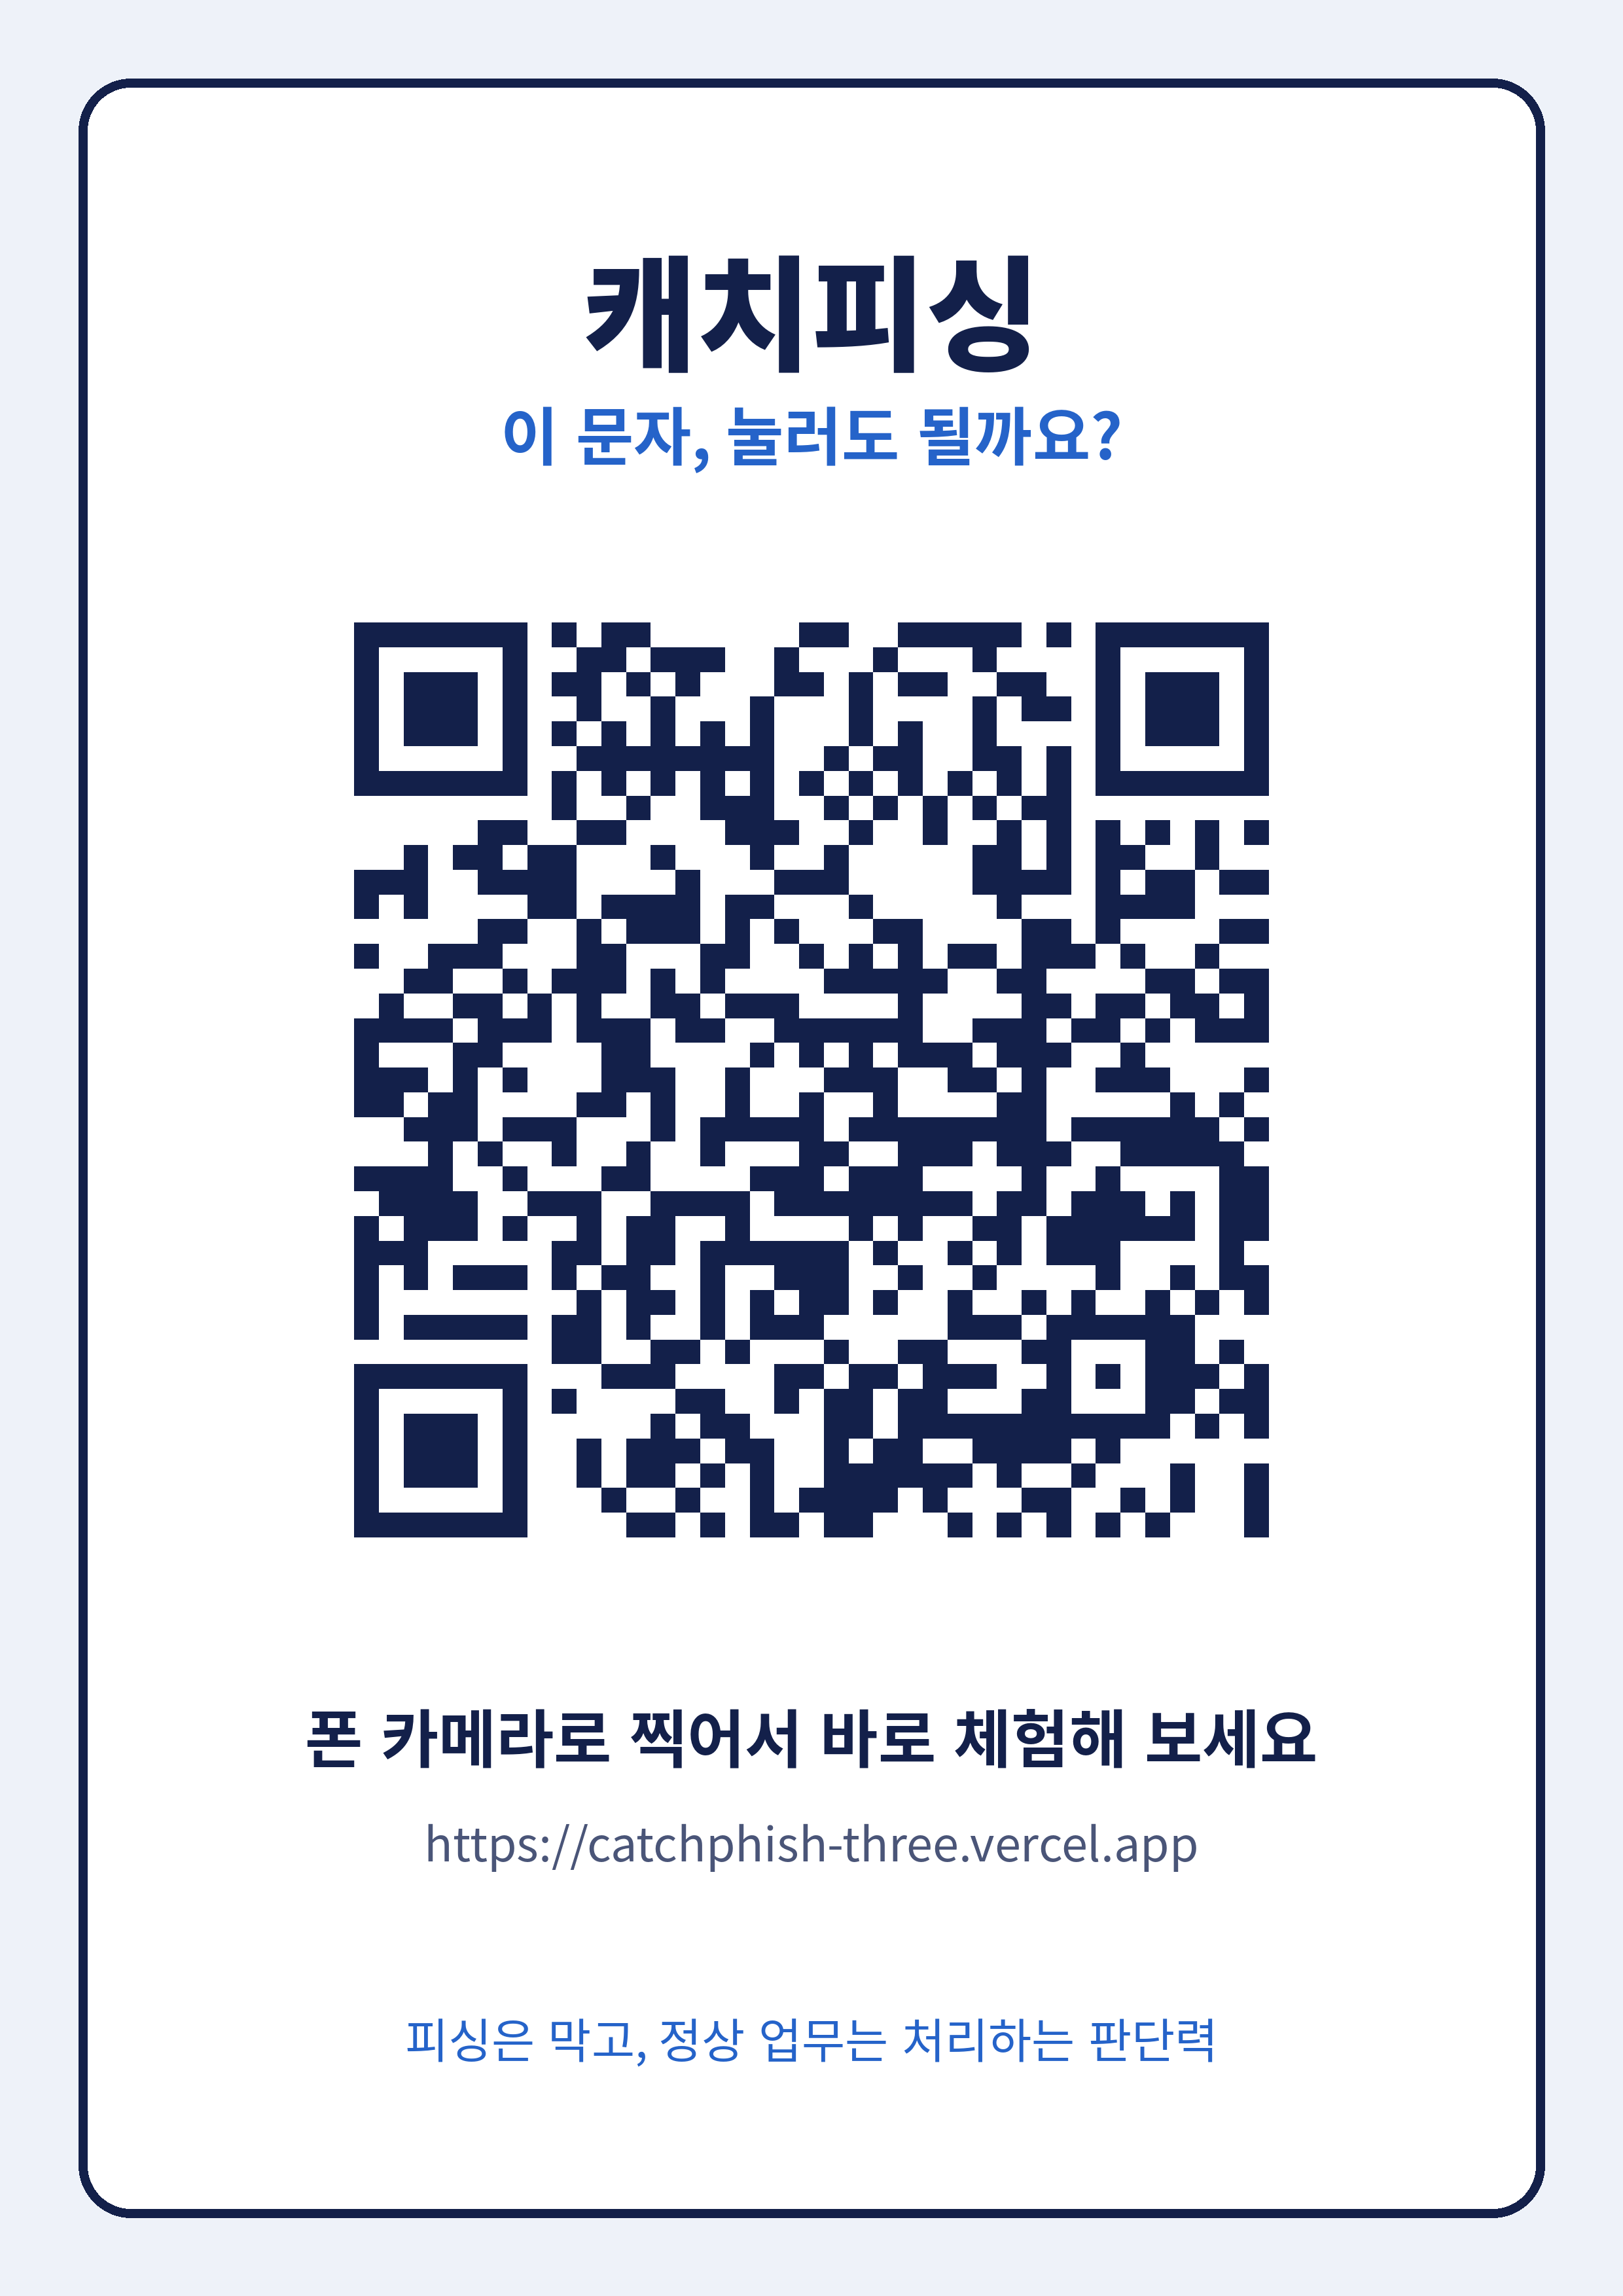 캐치피싱
이 문자, 눌러도 될까요?
폰 카메라로 찍어서 바로 체험해 보세요
https://catchphish-three.vercel.app
피싱은 막고, 정상 업무는 처리하는 판단력